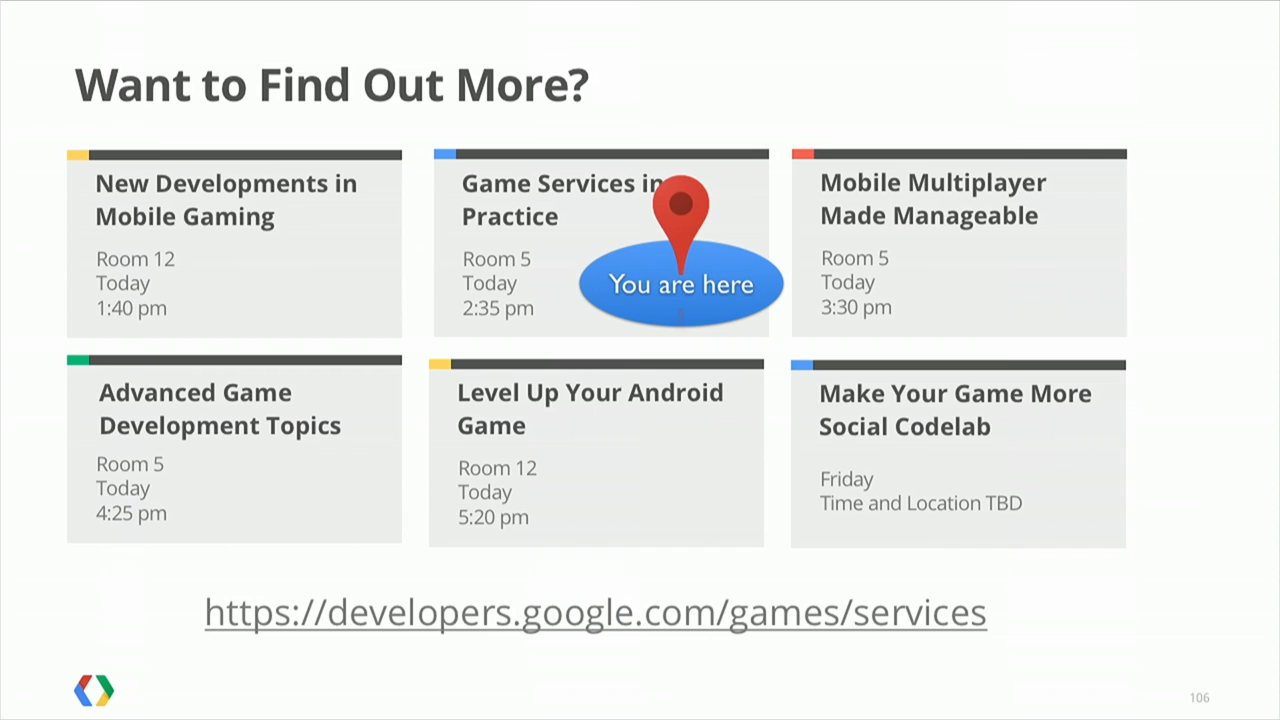 Want to Find Out More?
New Developments in
Mobile Gaming
Room 12
Today
1:40 pm
Game Services in
Practice
Room 5
Today
2:35 pm
You are here
Mobile Multiplayer
Made Manageable
Room 5
Today
3:30 pm
Advanced Game
Development Topics
Room 5
Today
4:25 pm
Level Up Your Android
Game
Room 12
Today
5:20 pm
Make Your Game More
Social Codelab
Friday
Time and Location TBD
https://developers.google.com/games/services
106